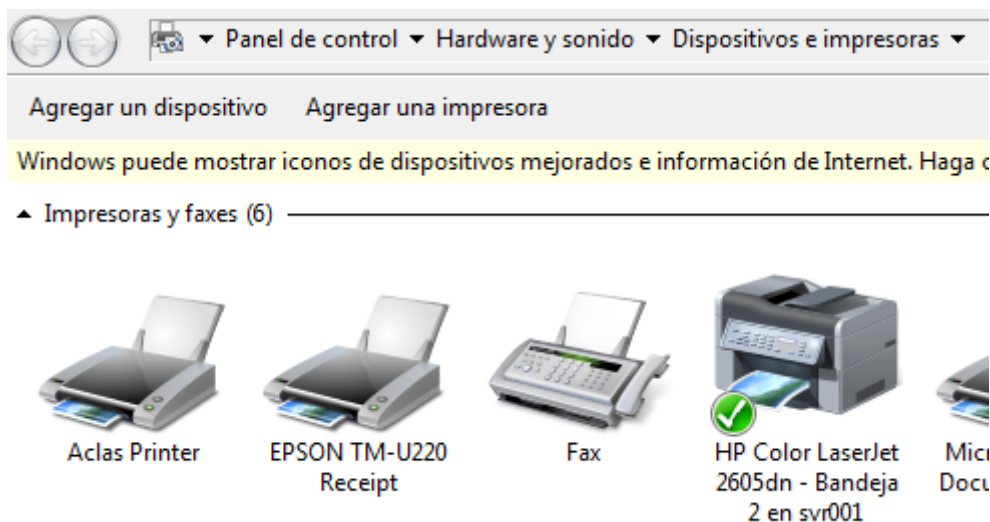 Panel de control Hardware y sonido Dispositivos e impresoras
Agregar un dispositivo Agregar una impresora
Windows puede mostrar iconos de dispositivos mejorados e información de Internet. Haga
Impresoras y faxes (6)
Aclas Printer
EPSON TM-U220
Receipt
Fax
HP Color LaserJet
2605dn - Bandeja
2 en svr001
Micr
Docu